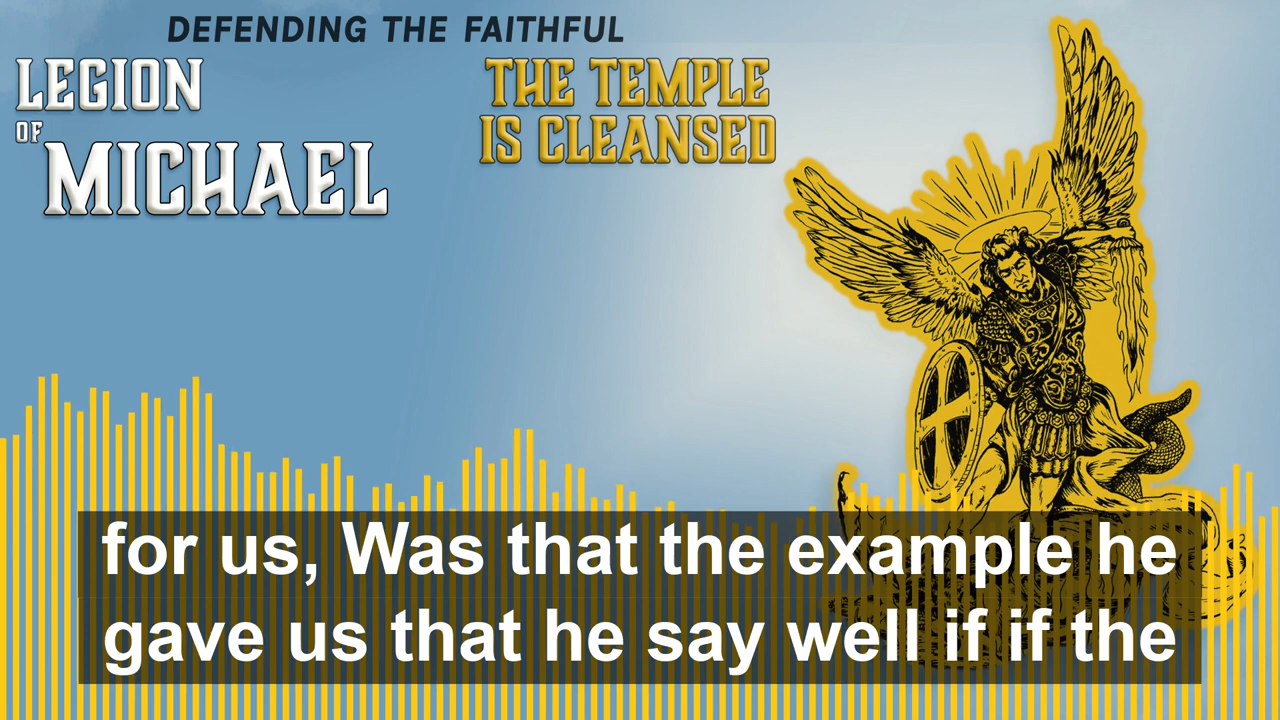 DEFENDING THE FAITHFUL
LEGION
OF
MICHAEL
THE TEMPLE
IS CLEANSED
for us, Was that the example he
gave us that he say well if if the